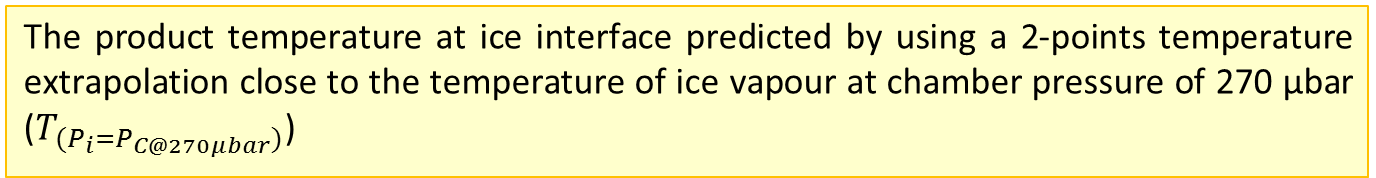 The product temperature at ice interface predicted by using a 2-points temperature
extrapolation close to the temperature of ice vapour at chamber pressure of 270 μbar
(T(Pi=PC@270μbar))